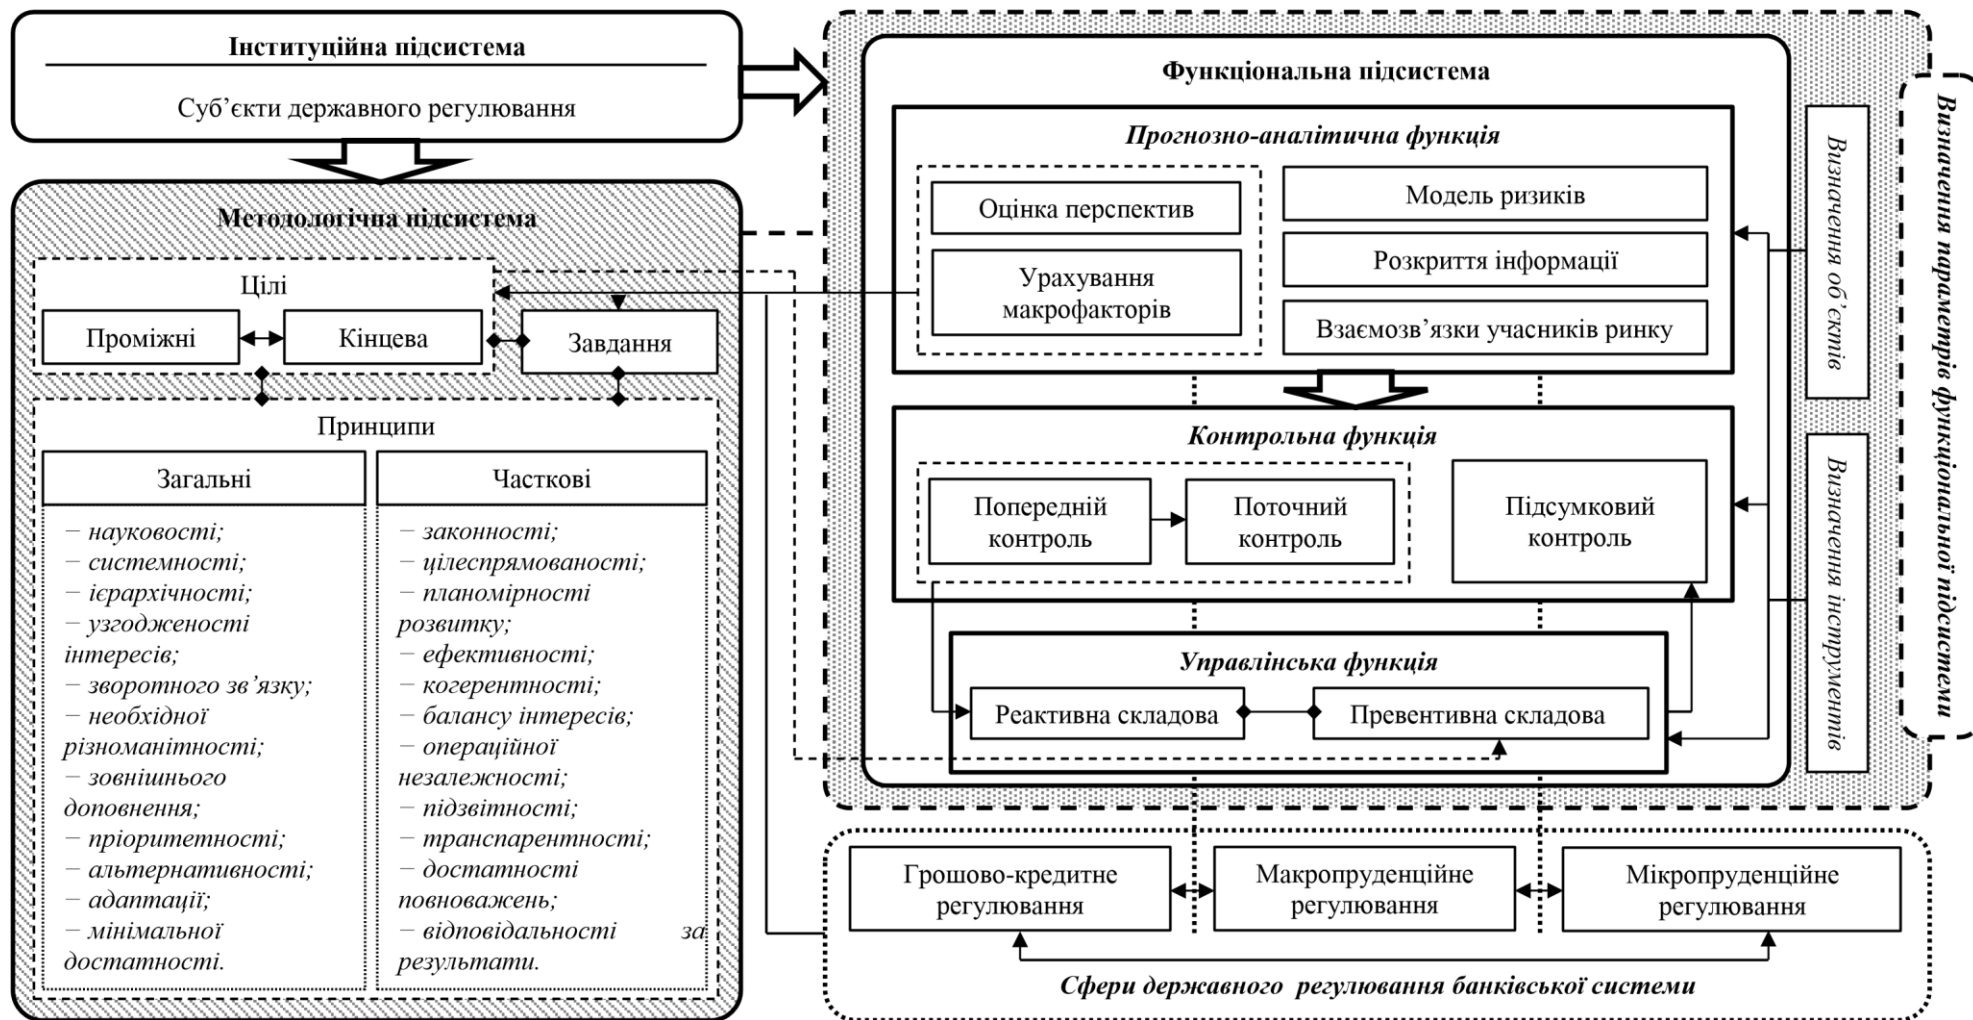 Інституційна підсистема
Суб’єкти державного регулювання
Методологічна підсистема
Цілі
Проміжні
Кінцева
Завдання
Принципи
Загальні
– науковості;
– системності;
– ієрархічності;
– узгодженості
інтересів;
– зворотного зв’язку;
– необхідної
різноманітності;
– зовнішнього
доповнення;
– пріоритетності;
– альтернативності;
– адаптації;
– мінімальної
достатності.
Часткові
– законності;
– цілеспрямованості;
– планомірності
розвитку;
– ефективності;
– когерентності;
– балансу інтересів;
– операційної
незалежності;
– підзвітності;
– транспарентності;
– достатності
повноважень;
– відповідальності за
результати.
Функціональна підсистема
Прогнозно-аналітична функція
Оцінка перспектив
Урахування
макрофакторів
Модель ризиків
Розкриття інформації
Взаємозв’язки учасників ринку
Контрольна функція
Попередній
контроль
Поточний
контроль
Підсумковий
контроль
Управлінська функція
Реактивна складова
Превентивна складова
Визначення об’єктів
Визначення інструментів
Визначення параметрів функціональної підсистеми
Грошово-кредитне
регулювання
Макропруденційне
регулювання
Мікропруденційне
регулювання
Сфери державного регулювання банківської системи